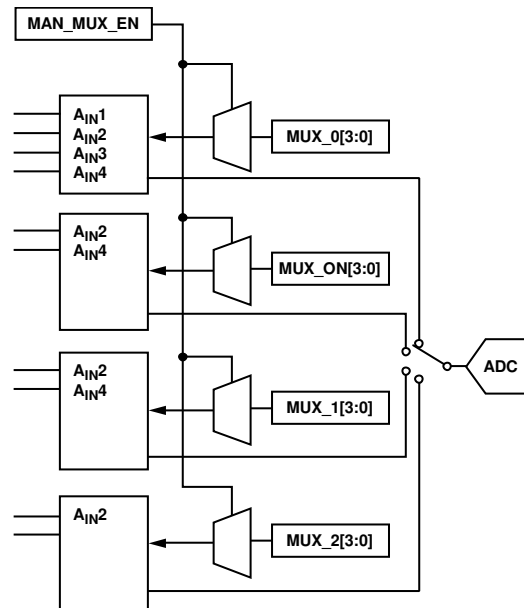 MAN_MUX_EN
AIN1
AIN2
AIN3
AIN4
MUX_0[3:0]
AIN2
AIN4
MUX_ON[3:0]
ADC
AIN2
AIN4
MUX_1[3:0]
AIN2
MUX_2[3:0]